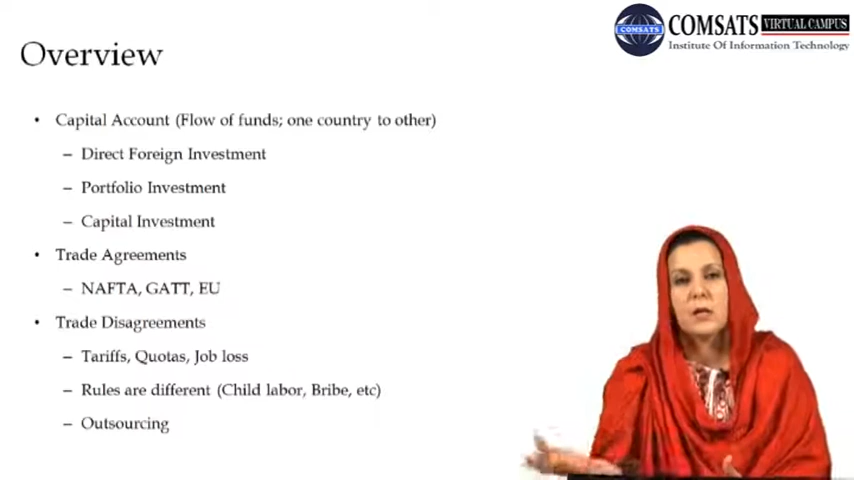 COMSATS VIRTUAL CAMPUS
COMSATS
Institute Of Information Technology
Overview
• Capital Account (Flow of funds; one country to other)
– Direct Foreign Investment
– Portfolio Investment
– Capital Investment
• Trade Agreements
– NAFTA, GATT, EU
• Trade Disagreements
– Tariffs, Quotas, Job loss
– Rules are different (Child labor, Bribe, etc)
– Outsourcing